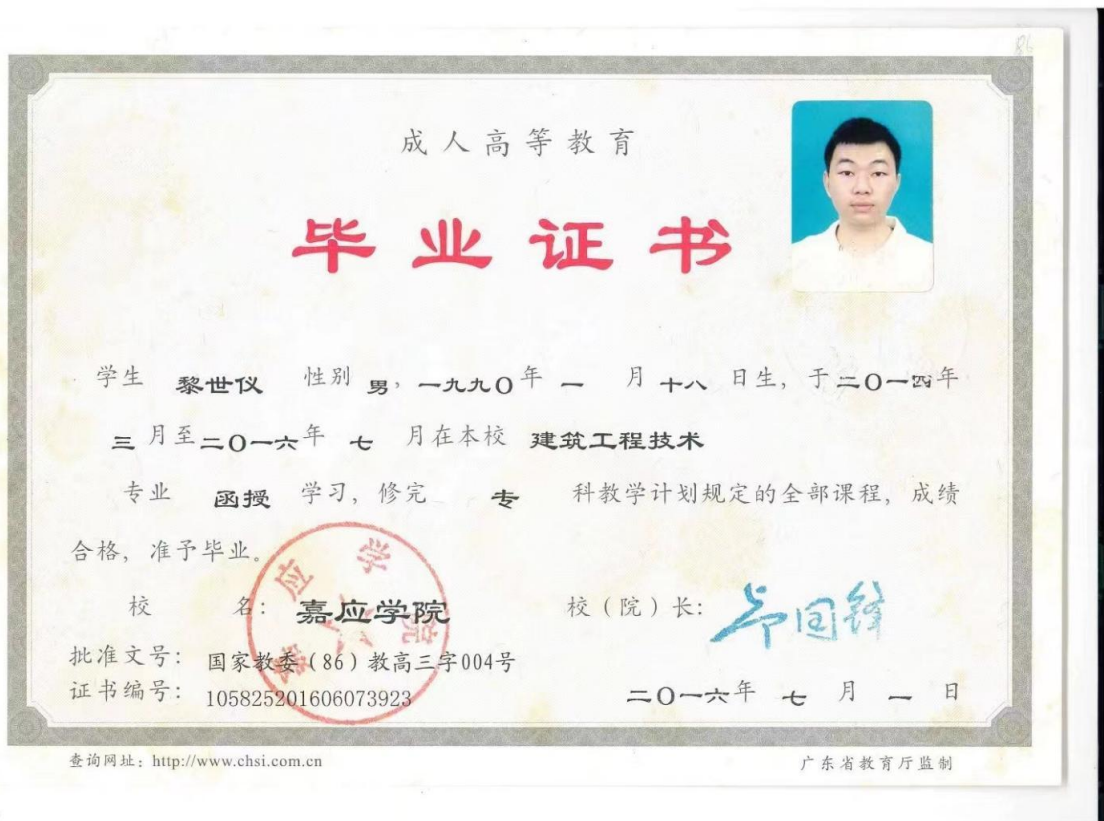 86
成人高等教育
毕业证书
学生 黎世仪 性别 男，一九九〇年 一 月 十八 日生，于二〇一四年
三 月至二〇一六年 七 月在本校 建筑工程技术
专业 函授 学习，修完 专 科教学计划规定的全部课程，成绩
合格，准予毕业。
校 名：嘉应学院
校（院）长：
批准文号：国家教委（86）教高三字004号
证书编号：105825201606073923
二〇一六年 七 月 一 日
嘉应学院
查询网址：http://www.chsi.com.cn
广东省教育厅监制